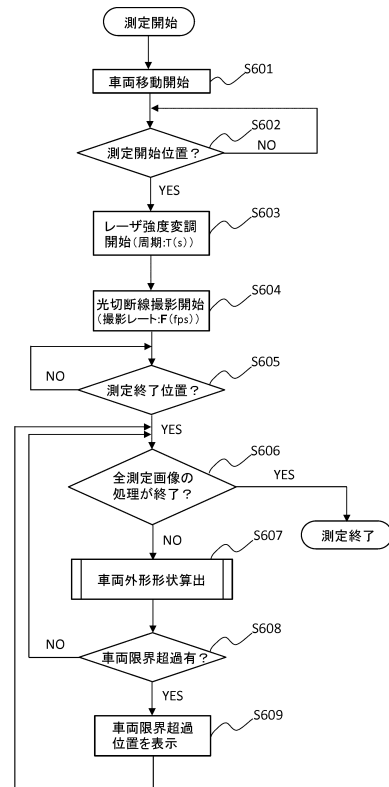 測定開始
S601
車両移動開始
S602
測定開始位置？
NO
YES
S603
レーザ強度変調
開始(周期:T(s)
S604
光切断線撮影開始
(撮影レート:F(fps))
S605
NO
測定終了位置？
YES
S606
全測定画像の
処理が終了？
YES
測定終了
NO
S607
車両外形形状算出
S608
NO
車両限界超過有？
YES
S609
車両限界超過
位置を表示